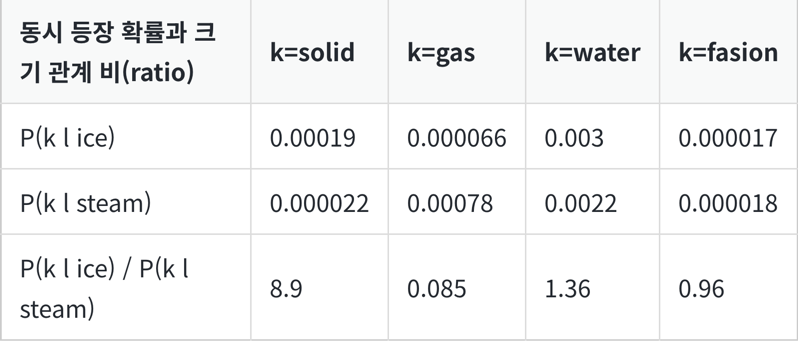 동시 등장 확률과 크
기 관계 비(ratio) k=solid k=gas k=water k=fasion
P(k l ice) 0.00019 0.000066 0.003 0.000017
P(k l steam) 0.000022 0.00078 0.0022 0.000018
P(k l ice) / P(k l
steam) 8.9 0.085 1.36 0.96